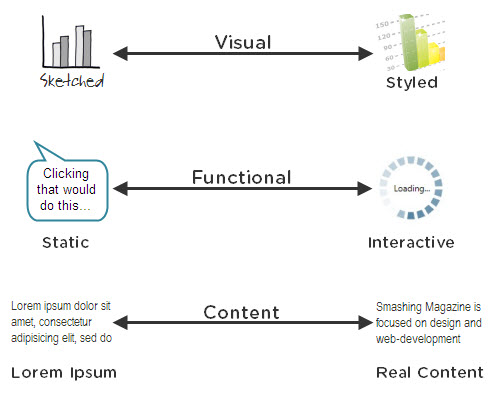 Visual
150
120
90
60
30
Sketched
Styled
Clicking
that would
do this...
Functional
Loading...
Static
Interactive
Content
Lorem ipsum dolor sit
amet, consectetur
adipisicing elit, sed do
Smashing Magazine is
focused on design and
web-development
Lorem Ipsum
Real Content